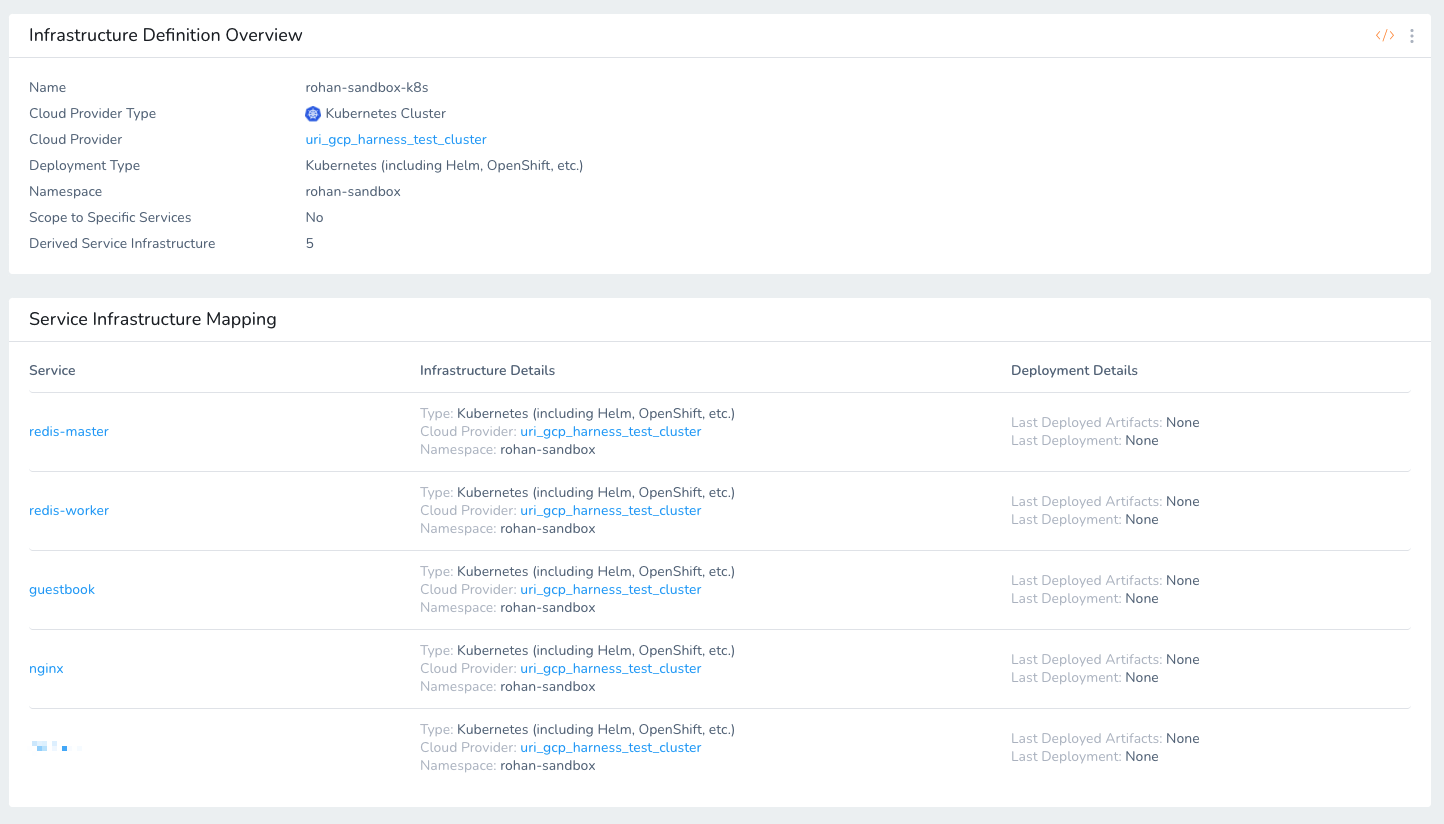 Infrastructure Definition Overview
</>
Name rohan-sandbox-k8s
Cloud Provider Type Kubernetes Cluster
Cloud Provider uri_gcp_harness_test_cluster
Deployment Type Kubernetes (including Helm, OpenShift, etc.)
Namespace rohan-sandbox
Scope to Specific Services No
Derived Service Infrastructure 5
Service Infrastructure Mapping
Service Infrastructure Details Deployment Details
redis-master
Type: Kubernetes (including Helm, OpenShift, etc.)
Cloud Provider: uri_gcp_harness_test_cluster
Namespace: rohan-sandbox
Last Deployed Artifacts: None
Last Deployment: None
redis-worker
Type: Kubernetes (including Helm, OpenShift, etc.)
Cloud Provider: uri_gcp_harness_test_cluster
Namespace: rohan-sandbox
Last Deployed Artifacts: None
Last Deployment: None
guestbook
Type: Kubernetes (including Helm, OpenShift, etc.)
Cloud Provider: uri_gcp_harness_test_cluster
Namespace: rohan-sandbox
Last Deployed Artifacts: None
Last Deployment: None
nginx
Type: Kubernetes (including Helm, OpenShift, etc.)
Cloud Provider: uri_gcp_harness_test_cluster
Namespace: rohan-sandbox
Last Deployed Artifacts: None
Last Deployment: None
Type: Kubernetes (including Helm, OpenShift, etc.)
Cloud Provider: uri_gcp_harness_test_cluster
Namespace: rohan-sandbox
Last Deployed Artifacts: None
Last Deployment: None